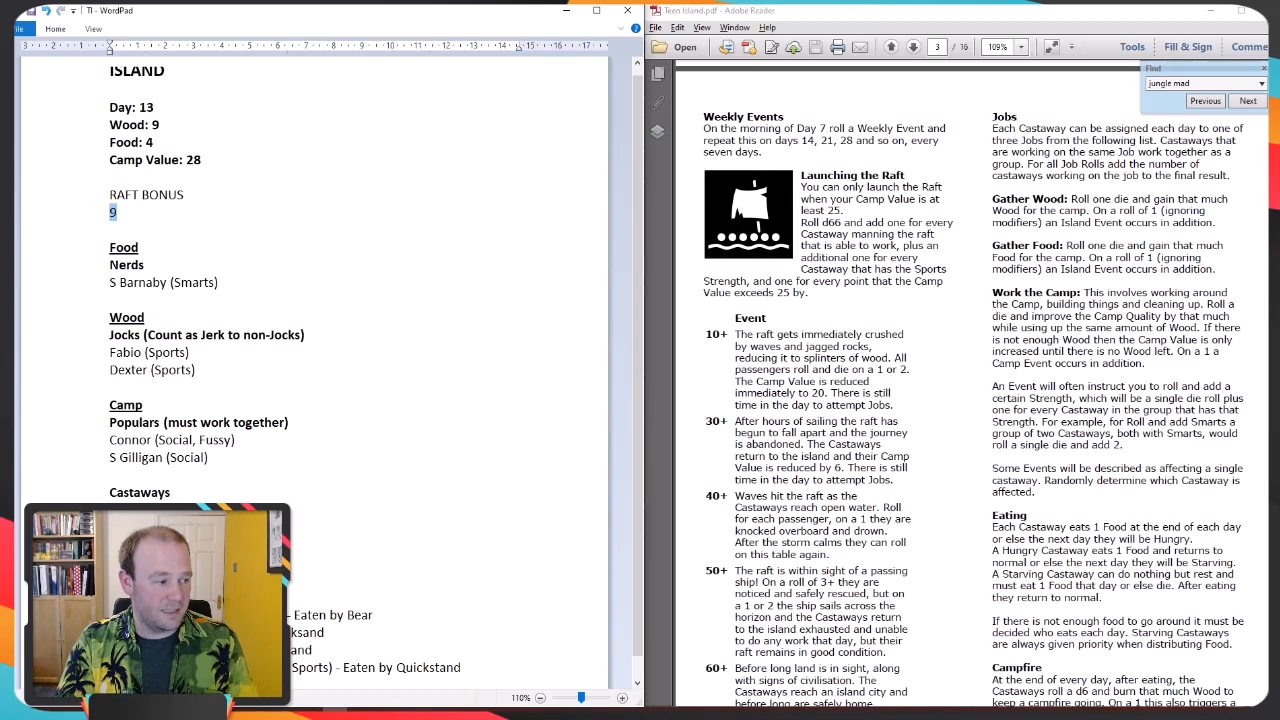 TI - WordPad
File
Home
View
3 2 1 1 2 3 4 5 6 7 8 9 10 11 12 13 14 15 16 17
ISLAND
Day: 13
Wood: 9
Food: 4
Camp Value: 28
RAFT BONUS
9
Food
Nerds
S Barnaby (Smarts)
Wood
Jocks (Count as Jerk to non-Jocks)
Fabio (Sports)
Dexter (Sports)
Camp
Populars (must work together)
Connor (Social, Fussy)
S Gilligan (Social)
Castaways
- Eaten by Bear
Sports) - Eaten by Quickstand
110%
Teen Island.pdf - Adobe Reader
File Edit View Window Help
Open
3 / 16
109%
Tools
Fill & Sign
Comme
Find
jungle mad
Previous
Next
Weekly Events
On the morning of Day 7 roll a Weekly Event and
repeat this on days 14, 21, 28 and so on, every
seven days.
Launching the Raft
You can only launch the Raft
when your Camp Value is at
least 25.
Roll d66 and add one for every
Castaway manning the raft
that is able to work, plus an
additional one for every
Castaway that has the Sports
Strength, and one for every point that the Camp
Value exceeds 25 by.
Event
10+ The raft gets immediately crushed
by waves and jagged rocks,
reducing it to splinters of wood. All
passengers roll and die on a 1 or 2.
The Camp Value is reduced
immediately to 20. There is still
time in the day to attempt Jobs.
30+ After hours of sailing the raft has
begun to fall apart and the journey
is abandoned. The Castaways
return to the island and their Camp
Value is reduced by 6. There is still
time in the day to attempt Jobs.
40+ Waves hit the raft as the
Castaways reach open water. Roll
for each passenger, on a 1 they are
knocked overboard and drown.
After the storm calms they can roll
on this table again.
50+ The raft is within sight of a passing
ship! On a roll of 3+ they are
noticed and safely rescued, but on
a 1 or 2 the ship sails across the
horizon and the Castaways return
to the island exhausted and unable
to do any work that day, but their
raft remains in good condition.
60+ Before long land is in sight, along
with signs of civilisation. The
Castaways reach an island city and
before long are safely home.
Jobs
Each Castaway can be assigned each day to one of
three Jobs from the following list. Castaways that
are working on the same Job work together as a
group. For all Job Rolls add the number of
castaways working on the job to the final result.
Gather Wood: Roll one die and gain that much
Wood for the camp. On a roll of 1 (ignoring
modifiers) an Island Event occurs in addition.
Gather Food: Roll one die and gain that much
Food for the camp. On a roll of 1 (ignoring
modifiers) an Island Event occurs in addition.
Work the Camp: This involves working around
the Camp, building things and cleaning up. Roll a
die and improve the Camp Quality by that much
while using up the same amount of Wood. If there
is not enough Wood then the Camp Value is only
increased until there is no Wood left. On a 1 a
Camp Event occurs in addition.
An Event will often instruct you to roll and add a
certain Strength, which will be a single die roll plus
one for every Castaway in the group that has that
Strength. For example, for Roll and add Smarts a
group of two Castaways, both with Smarts, would
roll a single die and add 2.
Some Events will be described as affecting a single
castaway. Randomly determine which Castaway is
affected.
Eating
Each Castaway eats 1 Food at the end of each day
or else the next day they will be Hungry.
A Hungry Castaway eats 1 Food and returns to
normal or else the next day they will be Starving.
A Starving Castaway can do nothing but rest and
must eat 1 Food that day or else die. After eating
they return to normal.
If there is not enough food to go around it must be
decided who eats each day. Starving Castaways
are always given priority when distributing Food.
Campfire
At the end of every day, after eating, the
Castaways roll a d6 and burn that much Wood to
keep a campfire going. On a 1 this also triggers a